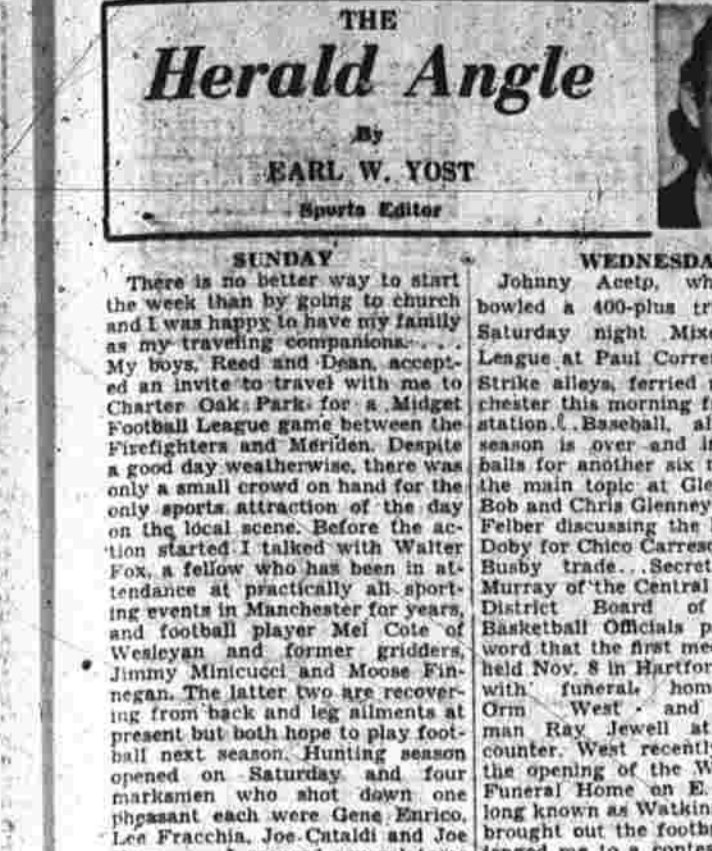 THE
Herald Angle
By
EARL W. YOST
Sports Editor
SUNDAY
There is no better way to start
the week than by going to church
and I was happy to have my family
as my traveling companions. . . .
My boys, Reed and Dean, accept-
ed an invite to travel with me to
Charter Oak Park for a Midget
Football League game between the
Firefighters and Meriden. Despite
a good day weatherwise, there was
only a small crowd on hand for the
only sports attraction of the day
on the local scene. Before the ac-
tion started I talked with Walter
Fox, a fellow who has been in at-
tendance at practically all sport-
ing events in Manchester for years,
and football player Mel Cote of
Wesleyan and former gridders,
Jimmy Minicucci and Moose Fin-
negan. The latter two are recover-
ing from back and leg ailments at
present but both hope to play foot-
ball next season. Hunting season
opened on Saturday and four
marksmen who shot down one
pheasant each were Gene Enrico,
Lee Fracchia, Joe Cataldi and Joe
WEDNESDA
Johnny Aceto, wh
bowled a 400-plus tr
Saturday night Mixe
League at Paul Corre
Strike alleys, ferried
chester this morning f
station. . Baseball, al
season is over and
balls for another six
the main topic at Gle
Bob and Chris Glenney
Felber discussing the
Doby for Chico Carresq
Busby trade...Secret
Murray of the Central
District Board of
Basketball Officials p
word that the first mee
held Nov. 8 in Hartfor
with funeral hom
Orm West and
man Ray Jewell at
counter. West recently
the opening of the W
Funeral Home on E.
long known as Watkin
brought out the footb